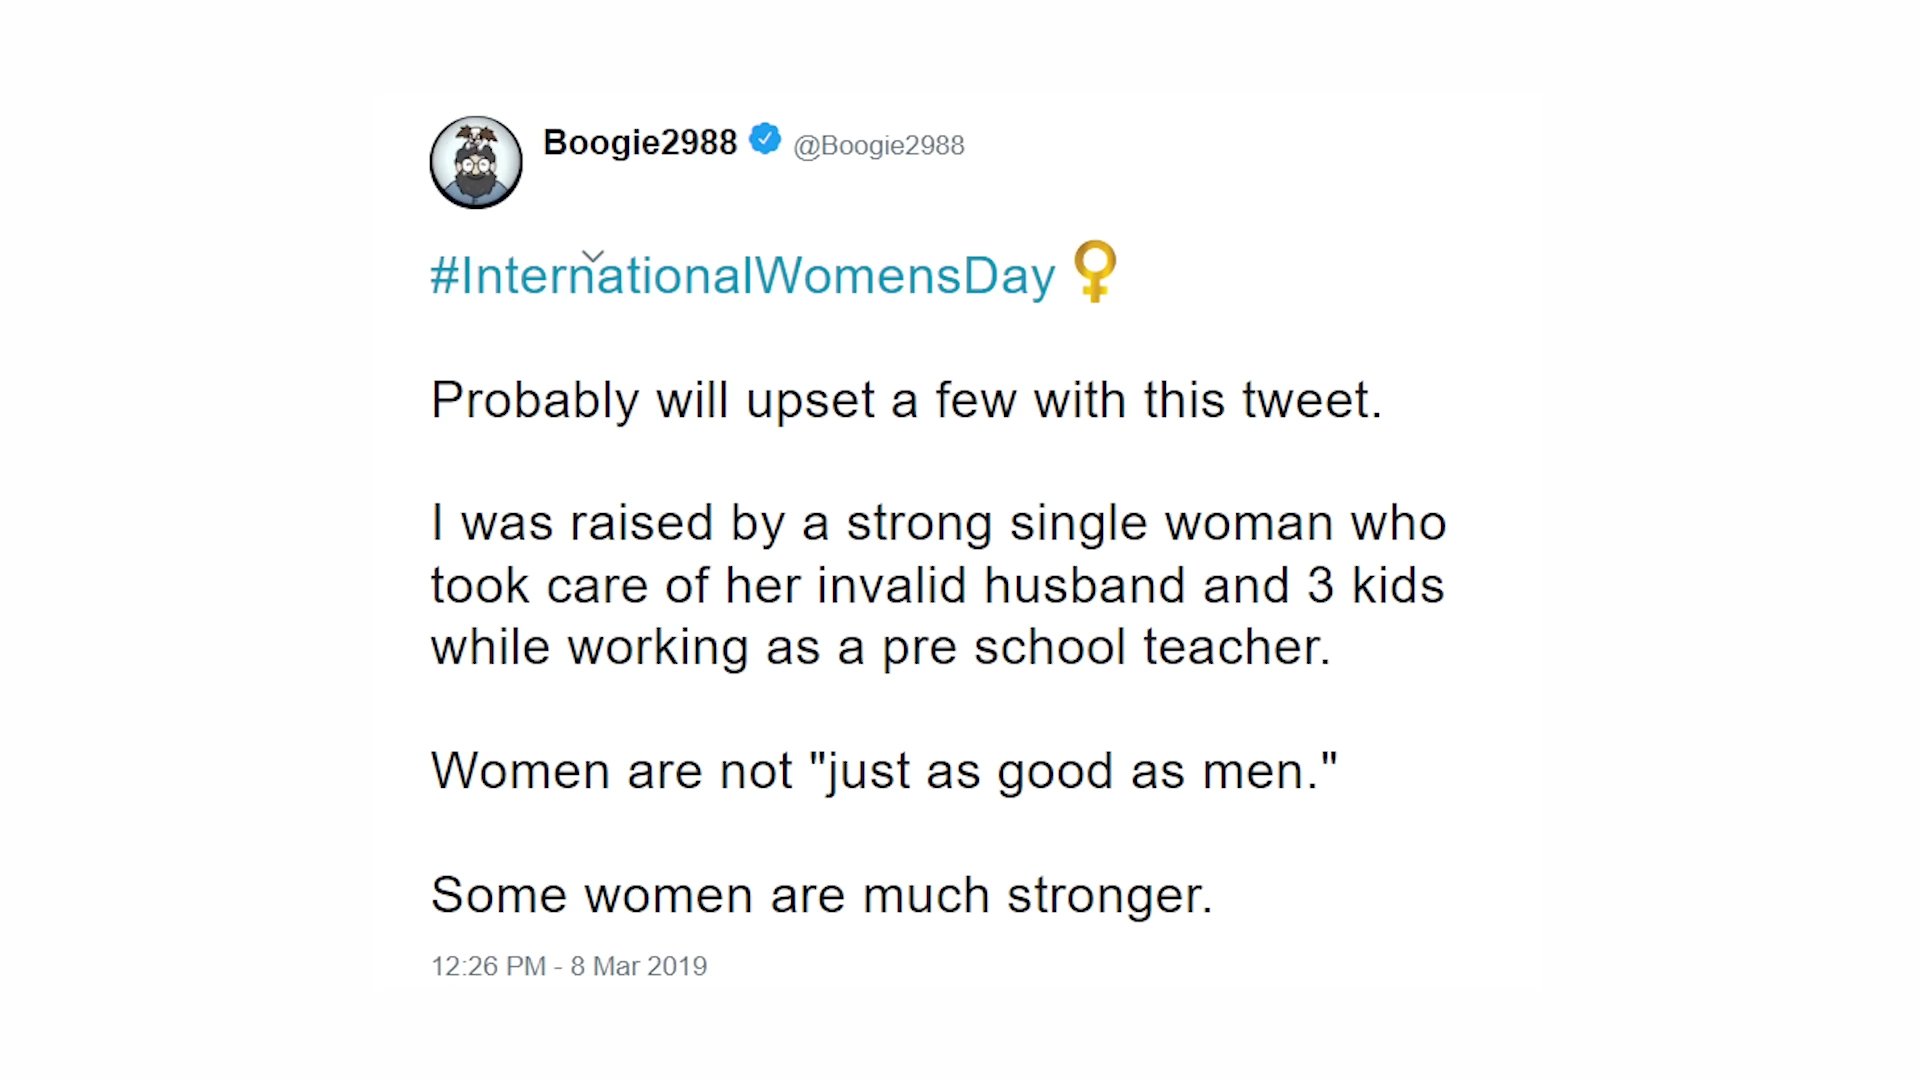 Boogie2988 @Boogie2988
#InternationalWomensDay
Probably will upset a few with this tweet.
I was raised by a strong single woman who
took care of her invalid husband and 3 kids
while working as a pre school teacher.
Women are not "just as good as men."
Some women are much stronger.
12:26 PM - 8 Mar 2019